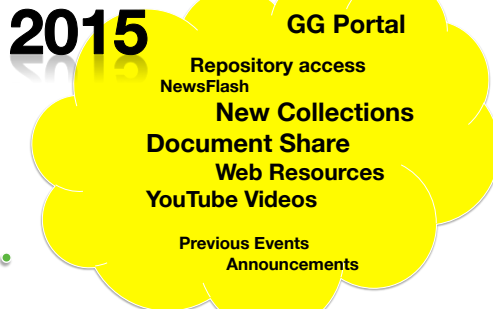 2015
GG Portal
Repository access
NewsFlash
New Collections
Document Share
Web Resources
YouTube Videos
Previous Events
Announcements